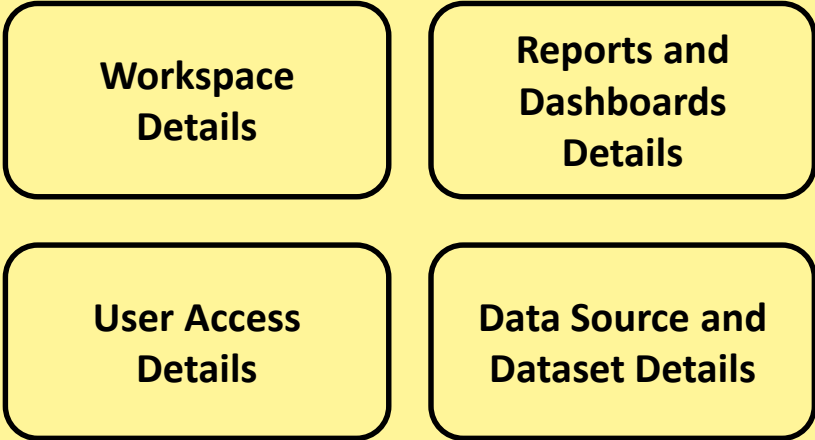 Workspace
Details
Reports and
Dashboards
Details
User Access
Details
Data Source and
Dataset Details